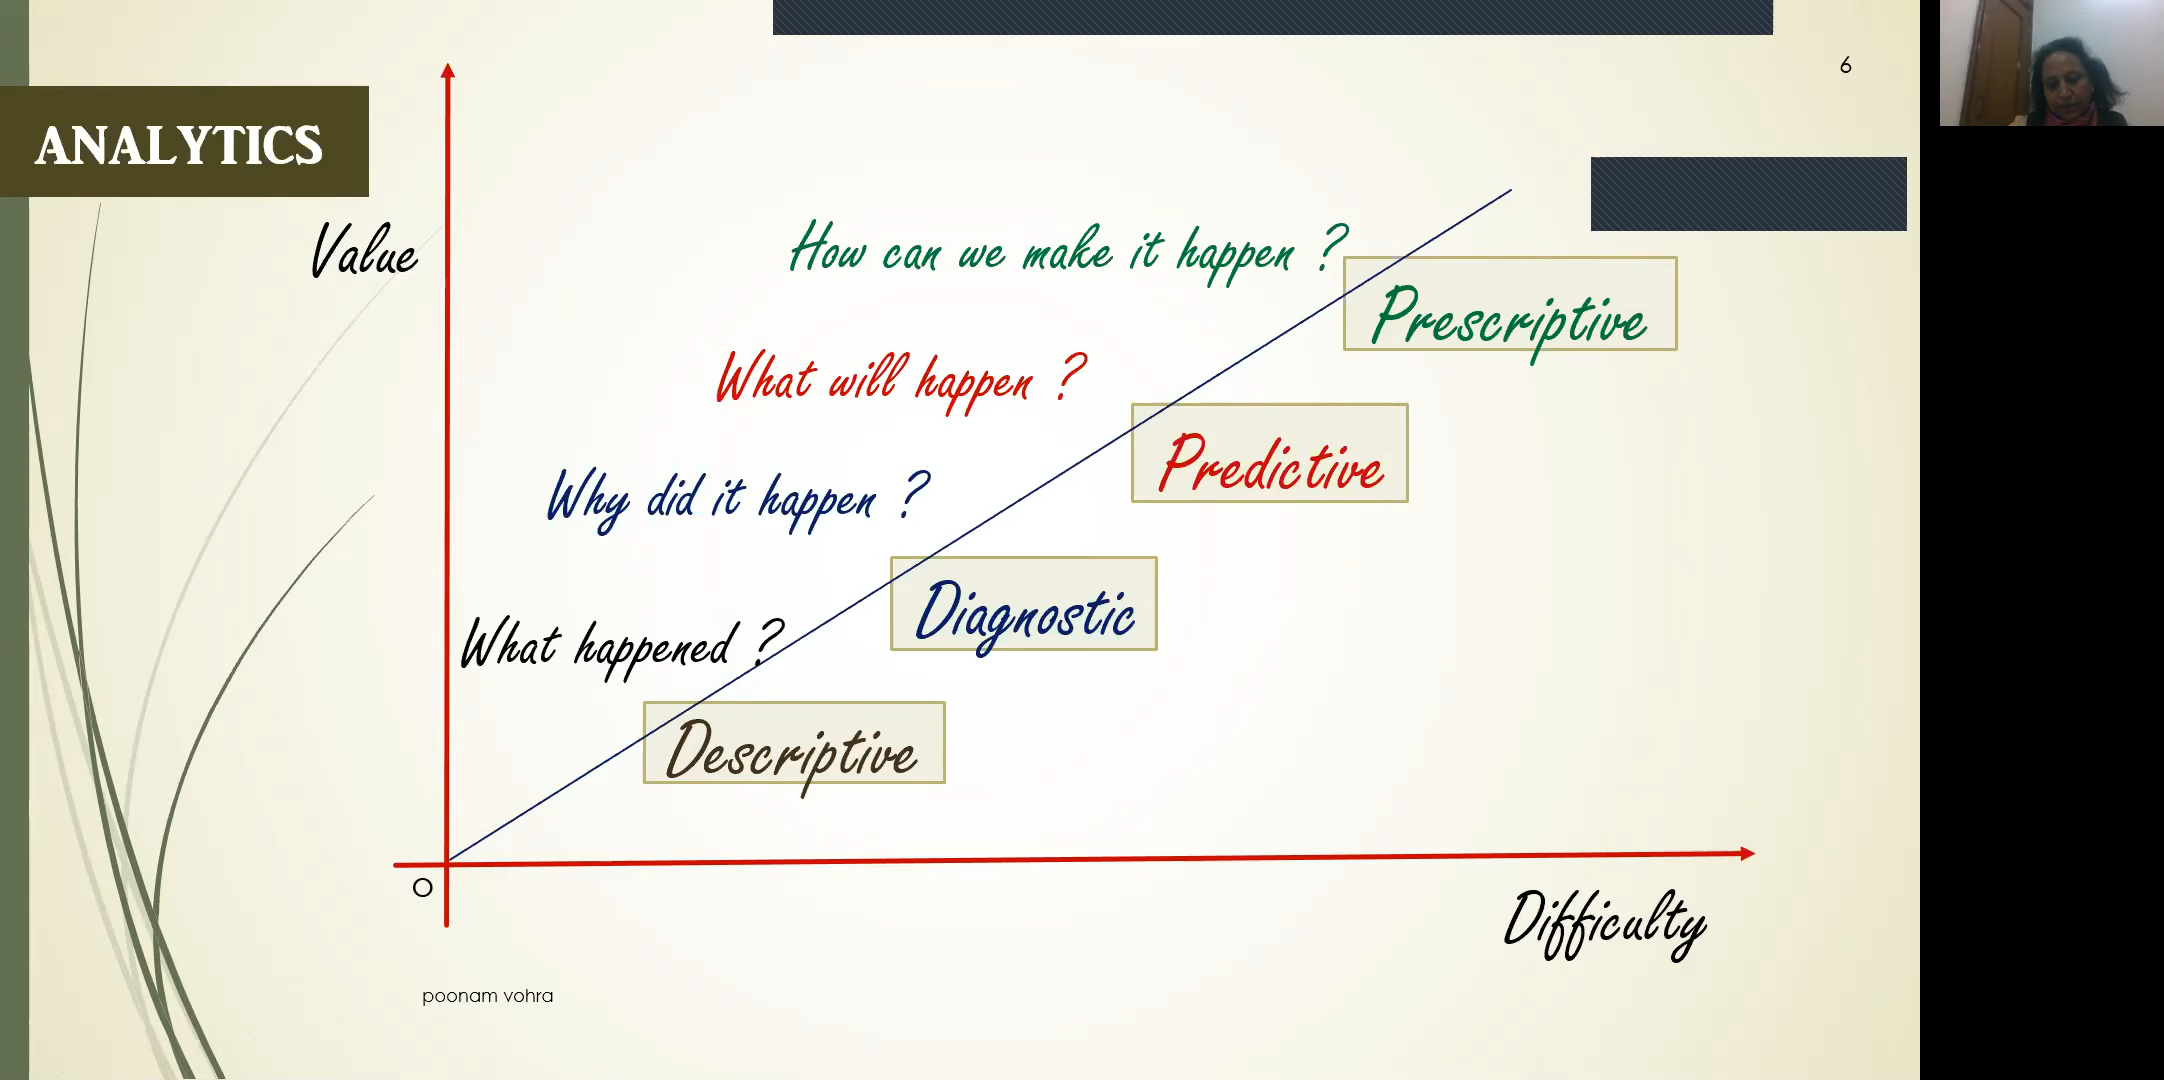 6
ANALYTICS
Value
How can we make it happen ?
Prescriptive
What will happen ?
Predictive
Why did it happen ?
Diagnostic
What happened ?
Descriptive
O
Difficulty
poonam vohra